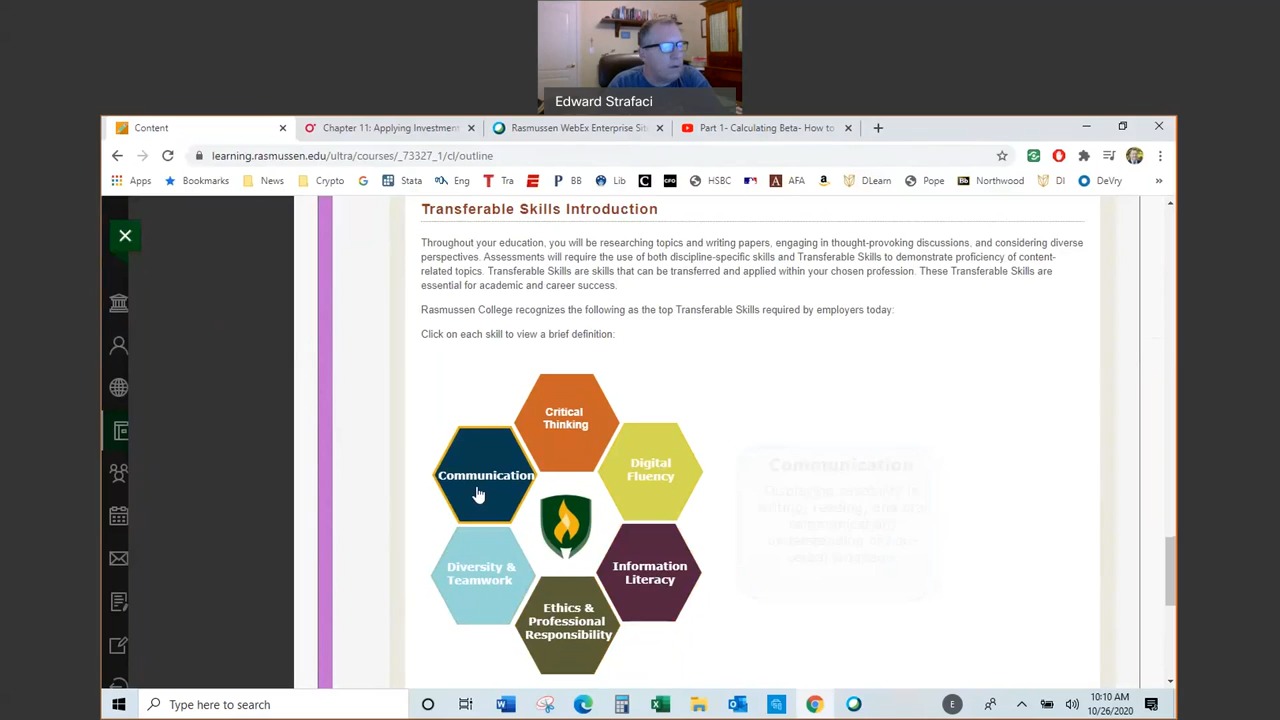 Edward Strafaci
Content
Chapter 11: Applying Investment
Rasmussen WebEx Enterprise Sit
Part 1- Calculating Beta- How to
learning.rasmussen.edu/ultra/courses/_73327_1/cl/outline
Apps
Bookmarks
News
Crypto
Stata
Eng
Tra
BB
Lib
HSBC
AFA
DLearn
Pope
Northwood
DI
DeVry
Transferable Skills Introduction
Throughout your education, you will be researching topics and writing papers, engaging in thought-provoking discussions, and considering diverse
perspectives. Assessments will require the use of both discipline-specific skills and Transferable Skills to demonstrate proficiency of content-
related topics. Transferable Skills are skills that can be transferred and applied within your chosen profession. These Transferable Skills are
essential for academic and career success.
Rasmussen College recognizes the following as the top Transferable Skills required by employers today:
Click on each skill to view a brief definition:
Critical
Thinking
Communication
Digital
Fluency
Communication
Diversity &
Teamwork
Information
Literacy
Ethics &
Professional
Responsibility
Type here to search
E
10:10 AM
10/26/2020